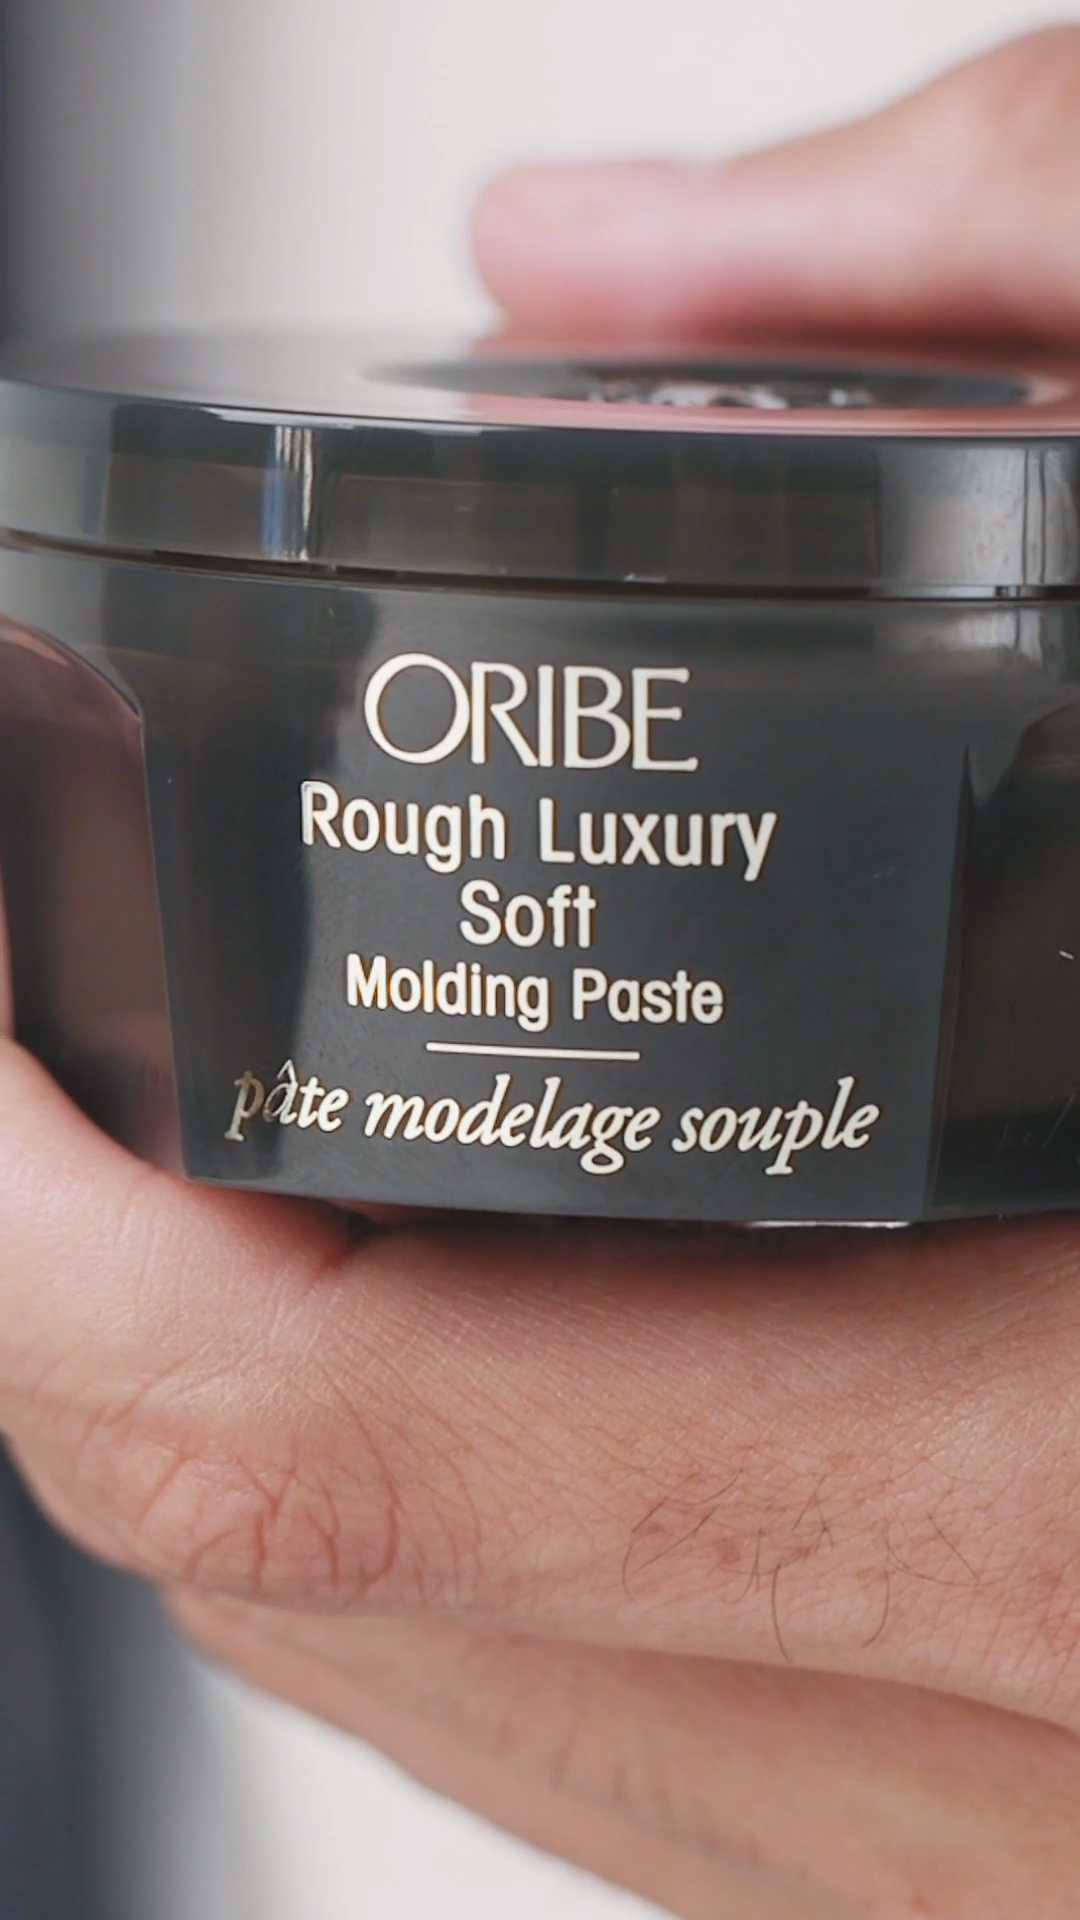 ORIBE
Rough Luxury
Soft
Molding Paste
pâte modelage souple